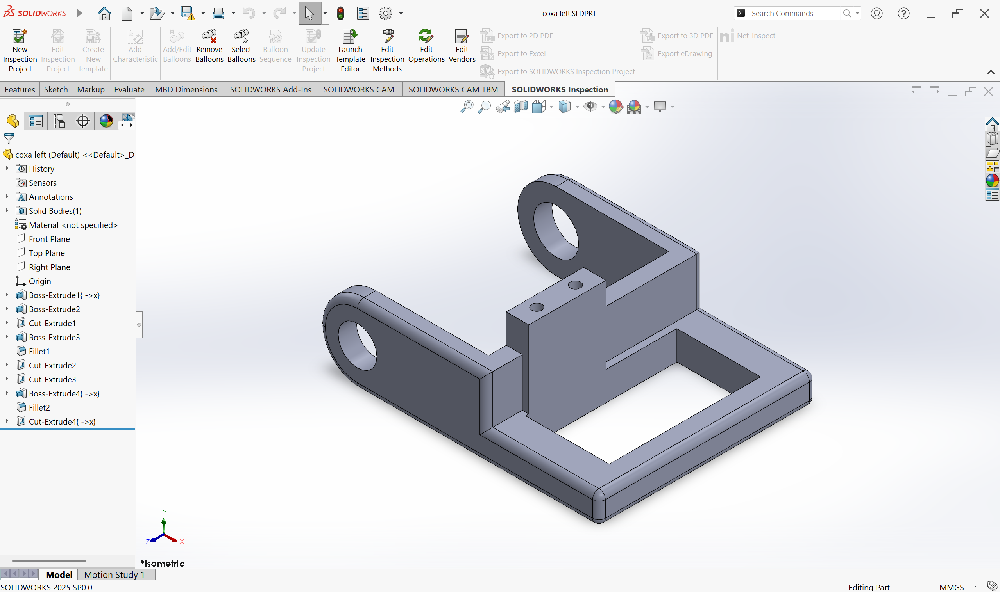 SOLIDWORKS
coxa left.SLDPRT
Search Commands
New Inspection Project
Edit Inspection Project
Create New template
Add Characteristic
Add/Edit Balloons
Remove Balloons
Select Balloons
Balloon Sequence
Update Inspection Project
Launch Template Editor
Edit Inspection Methods
Edit Operations
Edit Vendors
Export to 2D PDF
Export to Excel
Export to SOLIDWORKS Inspection Project
Export to 3D PDF
Export eDrawing
Net-Inspect
Features
Sketch
Markup
Evaluate
MBD Dimensions
SOLIDWORKS Add-Ins
SOLIDWORKS CAM
SOLIDWORKS CAM TBM
SOLIDWORKS Inspection
coxa left (Default) <<Default>_Di
History
Sensors
Annotations
Solid Bodies(1)
Material <not specified>
Front Plane
Top Plane
Right Plane
Origin
Boss-Extrude1{ ->x}
Boss-Extrude2
Cut-Extrude1
Boss-Extrude3
Fillet1
Cut-Extrude2
Cut-Extrude3
Boss-Extrude4{ ->x}
Fillet2
Cut-Extrude4{ ->x}
Y
Z
X
*Isometric
Model
Motion Study 1
SOLIDWORKS 2025 SP0.0
Editing Part
MMGS